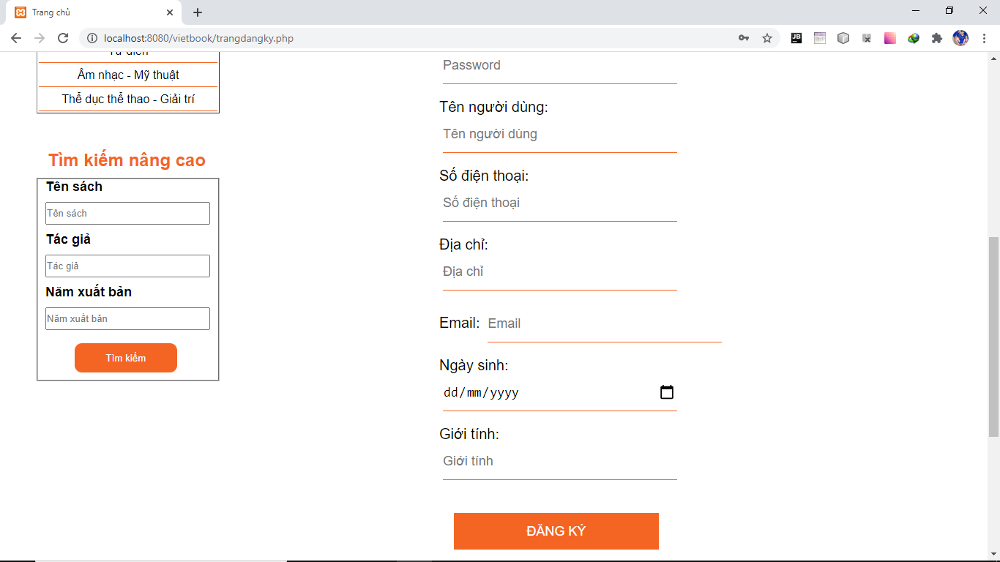 Trang chủ
localhost:8080/vietbook/trangdangky.php
Từ điển
Âm nhạc - Mỹ thuật
Thể dục thể thao - Giải trí
Tìm kiếm nâng cao
Tên sách
Tên sách
Tác giả
Tác giả
Năm xuất bản
Năm xuất bản
Tìm kiếm
Password
Tên người dùng:
Tên người dùng
Số điện thoại:
Số điện thoại
Địa chỉ:
Địa chỉ
Email: Email
Ngày sinh:
dd/mm/yyyy
Giới tính:
Giới tính
ĐĂNG KÝ